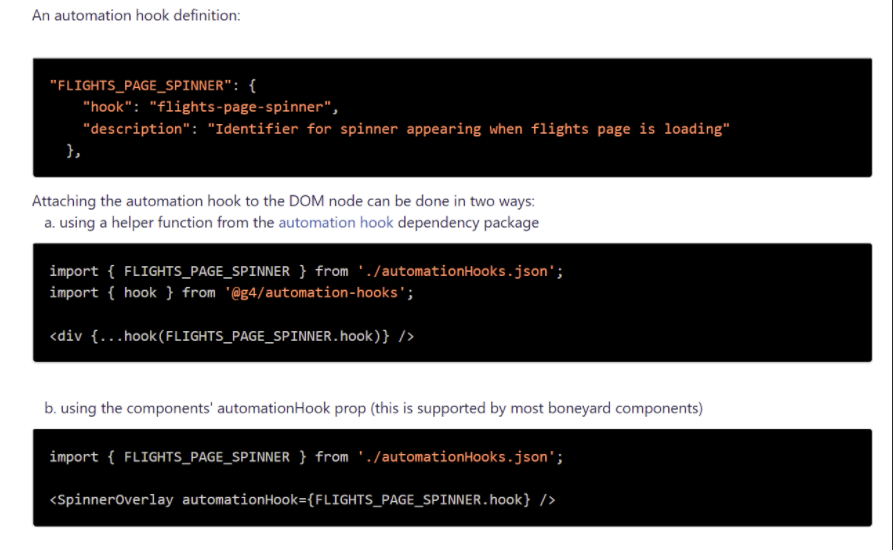 An automation hook definition:
"FLIGHTS_PAGE_SPINNER": {
"hook": "flights-page-spinner",
"description": "Identifier for spinner appearing when flights page is loading"
},
Attaching the automation hook to the DOM node can be done in two ways:
a. using a helper function from the automation hook dependency package
import { FLIGHTS_PAGE_SPINNER } from './automationHooks.json';
import { hook } from '@g4/automation-hooks';
<div {...hook(FLIGHTS_PAGE_SPINNER.hook)} />
b. using the components' automationHook prop (this is supported by most boneyard components)
import { FLIGHTS_PAGE_SPINNER } from './automationHooks.json';
<SpinnerOverlay automationHook={FLIGHTS_PAGE_SPINNER.hook} />